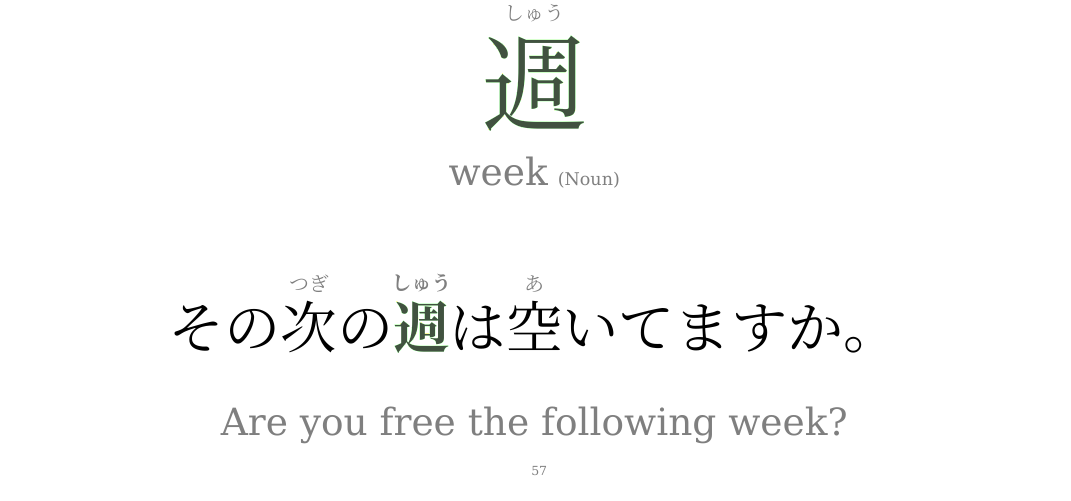 しゅう
週
week (Noun)
つぎ しゅう あ
その次の週は空いてますか。
Are you free the following week?
57